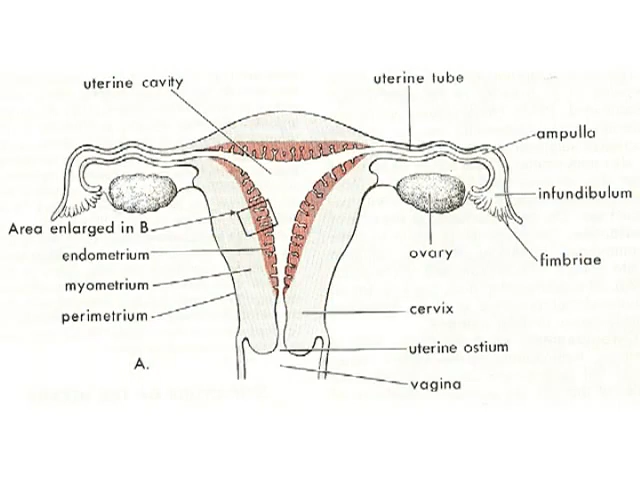 uterine cavity
uterine tube
ampulla
infundibulum
Area enlarged in B
endometrium
ovary
fimbriae
myometrium
perimetrium
cervix
uterine ostium
A.
vagina